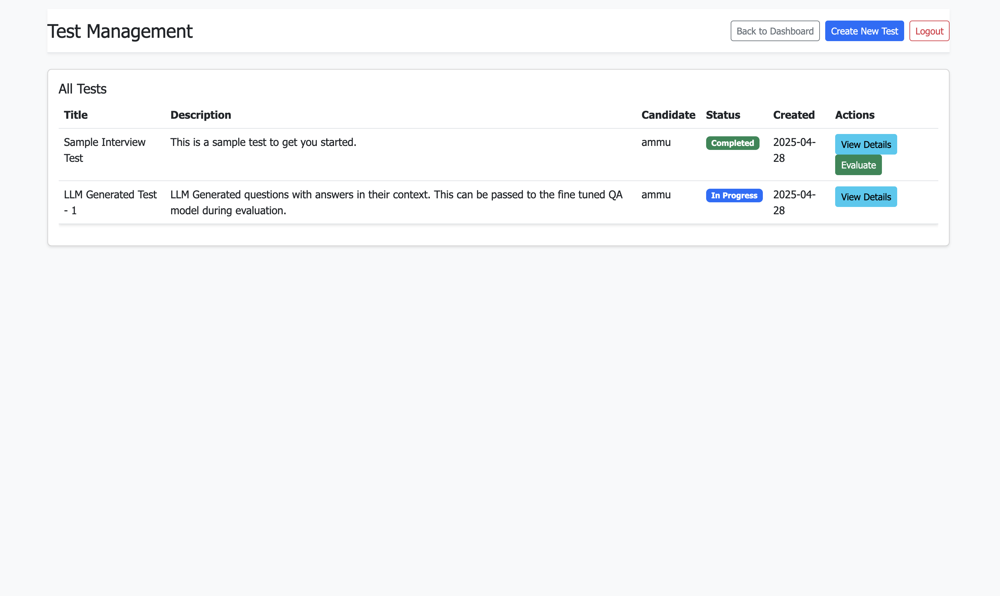 Test Management
Back to Dashboard Create New Test Logout
All Tests
Title Description Candidate Status Created Actions
Sample Interview
Test
This is a sample test to get you started.
ammu
Completed
2025-04-
28
View Details
Evaluate
LLM Generated Test
- 1
LLM Generated questions with answers in their context. This can be passed to the fine tuned QA
model during evaluation.
ammu
In Progress
2025-04-
28
View Details